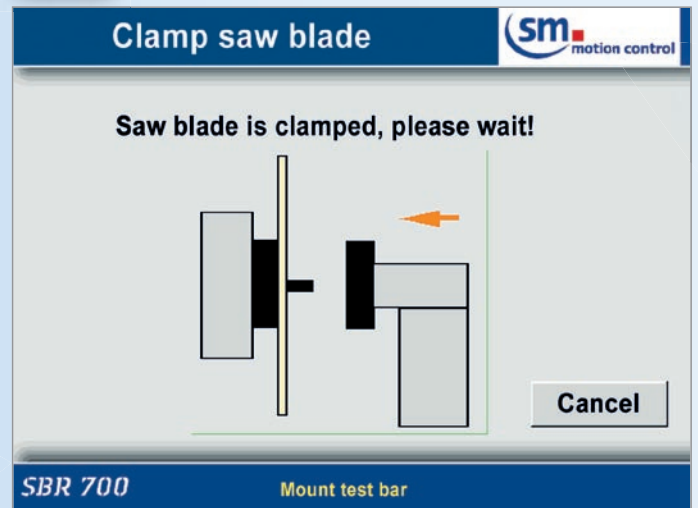 Clamp saw blade
sm.
motion control
Saw blade is clamped, please wait!
Cancel
SBR 700
Mount test bar